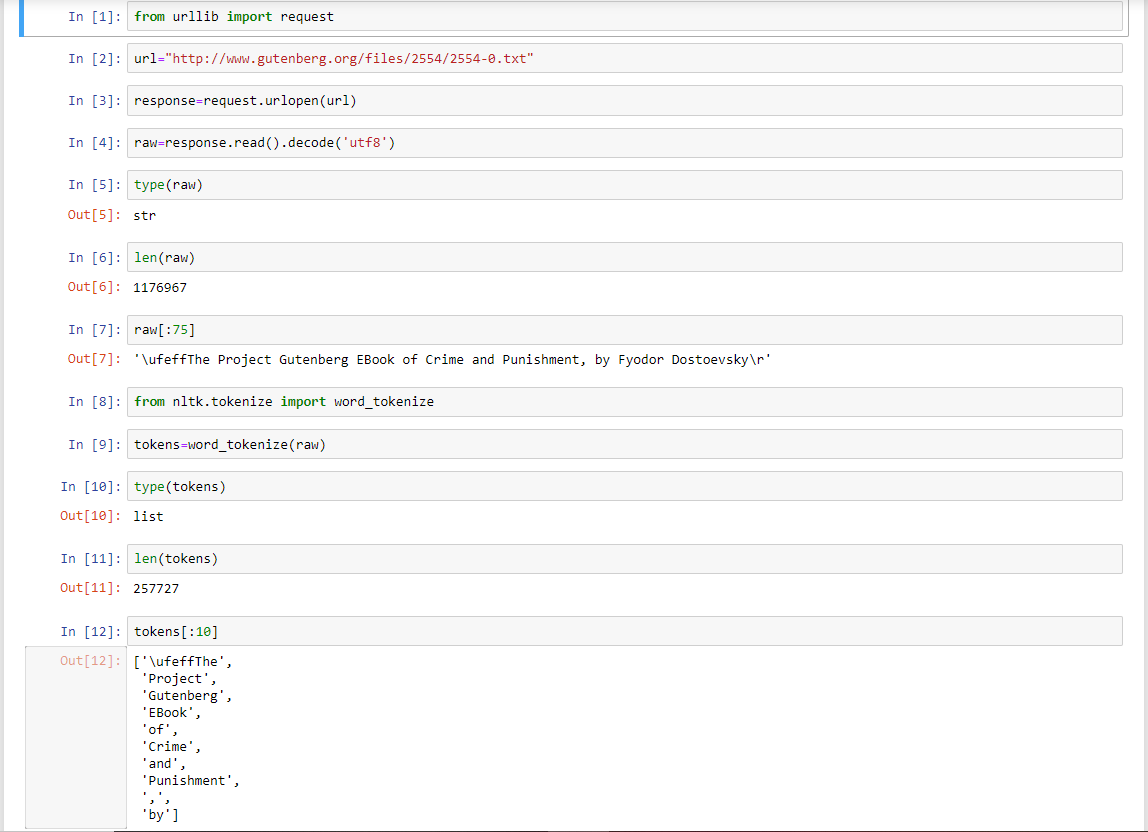 In [1]: from urllib import request
In [2]: url="http://www.gutenberg.org/files/2554/2554-0.txt"
In [3]: response=request.urlopen(url)
In [4]: raw=response.read().decode('utf8')
In [5]: type(raw)
Out[5]: str
In [6]: len(raw)
Out[6]: 1176967
In [7]: raw[:75]
Out[7]: '\ufeffThe Project Gutenberg EBook of Crime and Punishment, by Fyodor Dostoevsky\r'
In [8]: from nltk.tokenize import word_tokenize
In [9]: tokens=word_tokenize(raw)
In [10]: type(tokens)
Out[10]: list
In [11]: len(tokens)
Out[11]: 257727
In [12]: tokens[:10]
Out[12]: ['\ufeffThe',
'Project',
'Gutenberg',
'EBook',
'of',
'Crime',
'and',
'Punishment',
',',
'by']